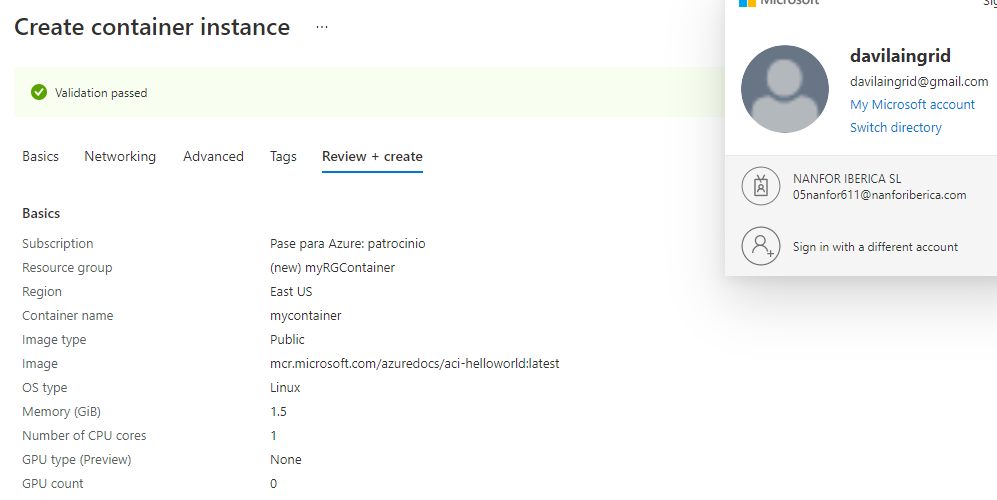 Create container instance ...
Microsoft
Validation passed
davilaingrid
davilaingrid@gmail.com
My Microsoft account
Switch directory
Basics Networking Advanced Tags Review + create
NANFOR IBERICA SL
05nanfor611@nanforiberica.com
Sign in with a different account
Basics
Subscription Pase para Azure: patrocinio
Resource group (new) myRGContainer
Region East US
Container name mycontainer
Image type Public
Image mcr.microsoft.com/azuredocs/aci-helloworld:latest
OS type Linux
Memory (GiB) 1.5
Number of CPU cores 1
GPU type (Preview) None
GPU count 0